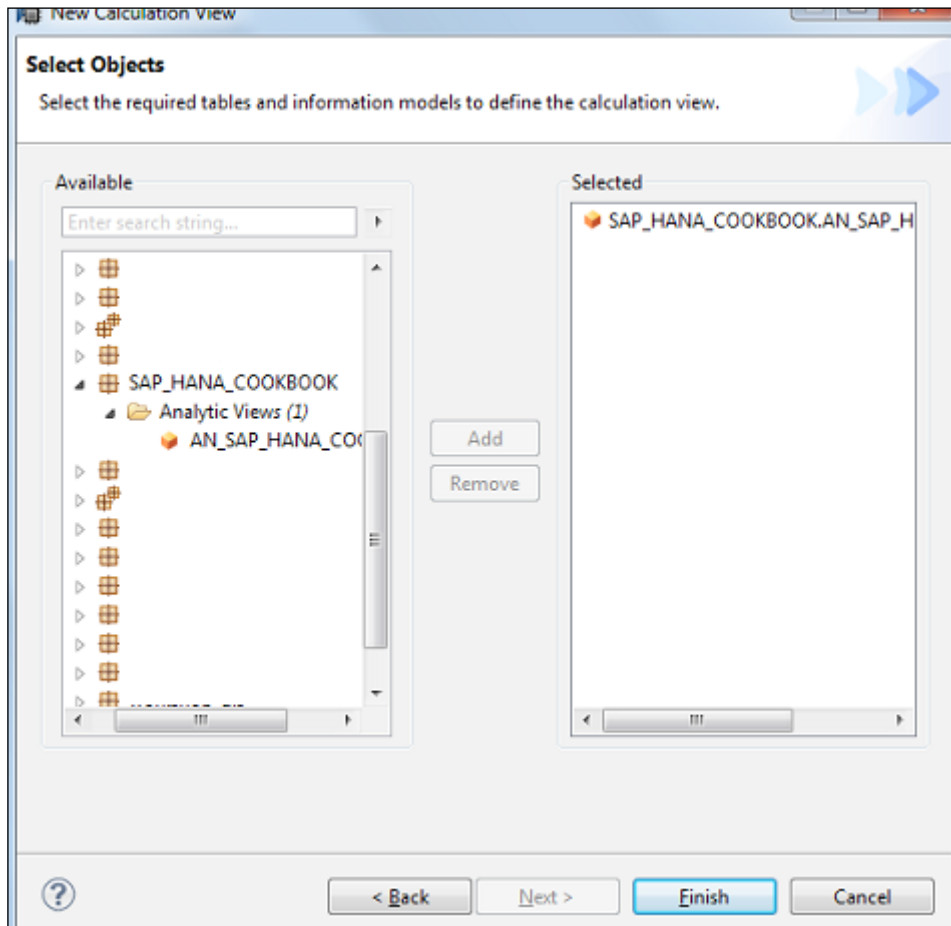 New Calculation View
Select Objects
Select the required tables and information models to define the calculation view.
Available
Selected
Enter search string...
SAP_HANA_COOKBOOK.AN_SAP_H
SAP_HANA_COOKBOOK
Analytic Views (1)
AN_SAP_HANA_COO
Add
Remove
?
< Back
Next >
Finish
Cancel